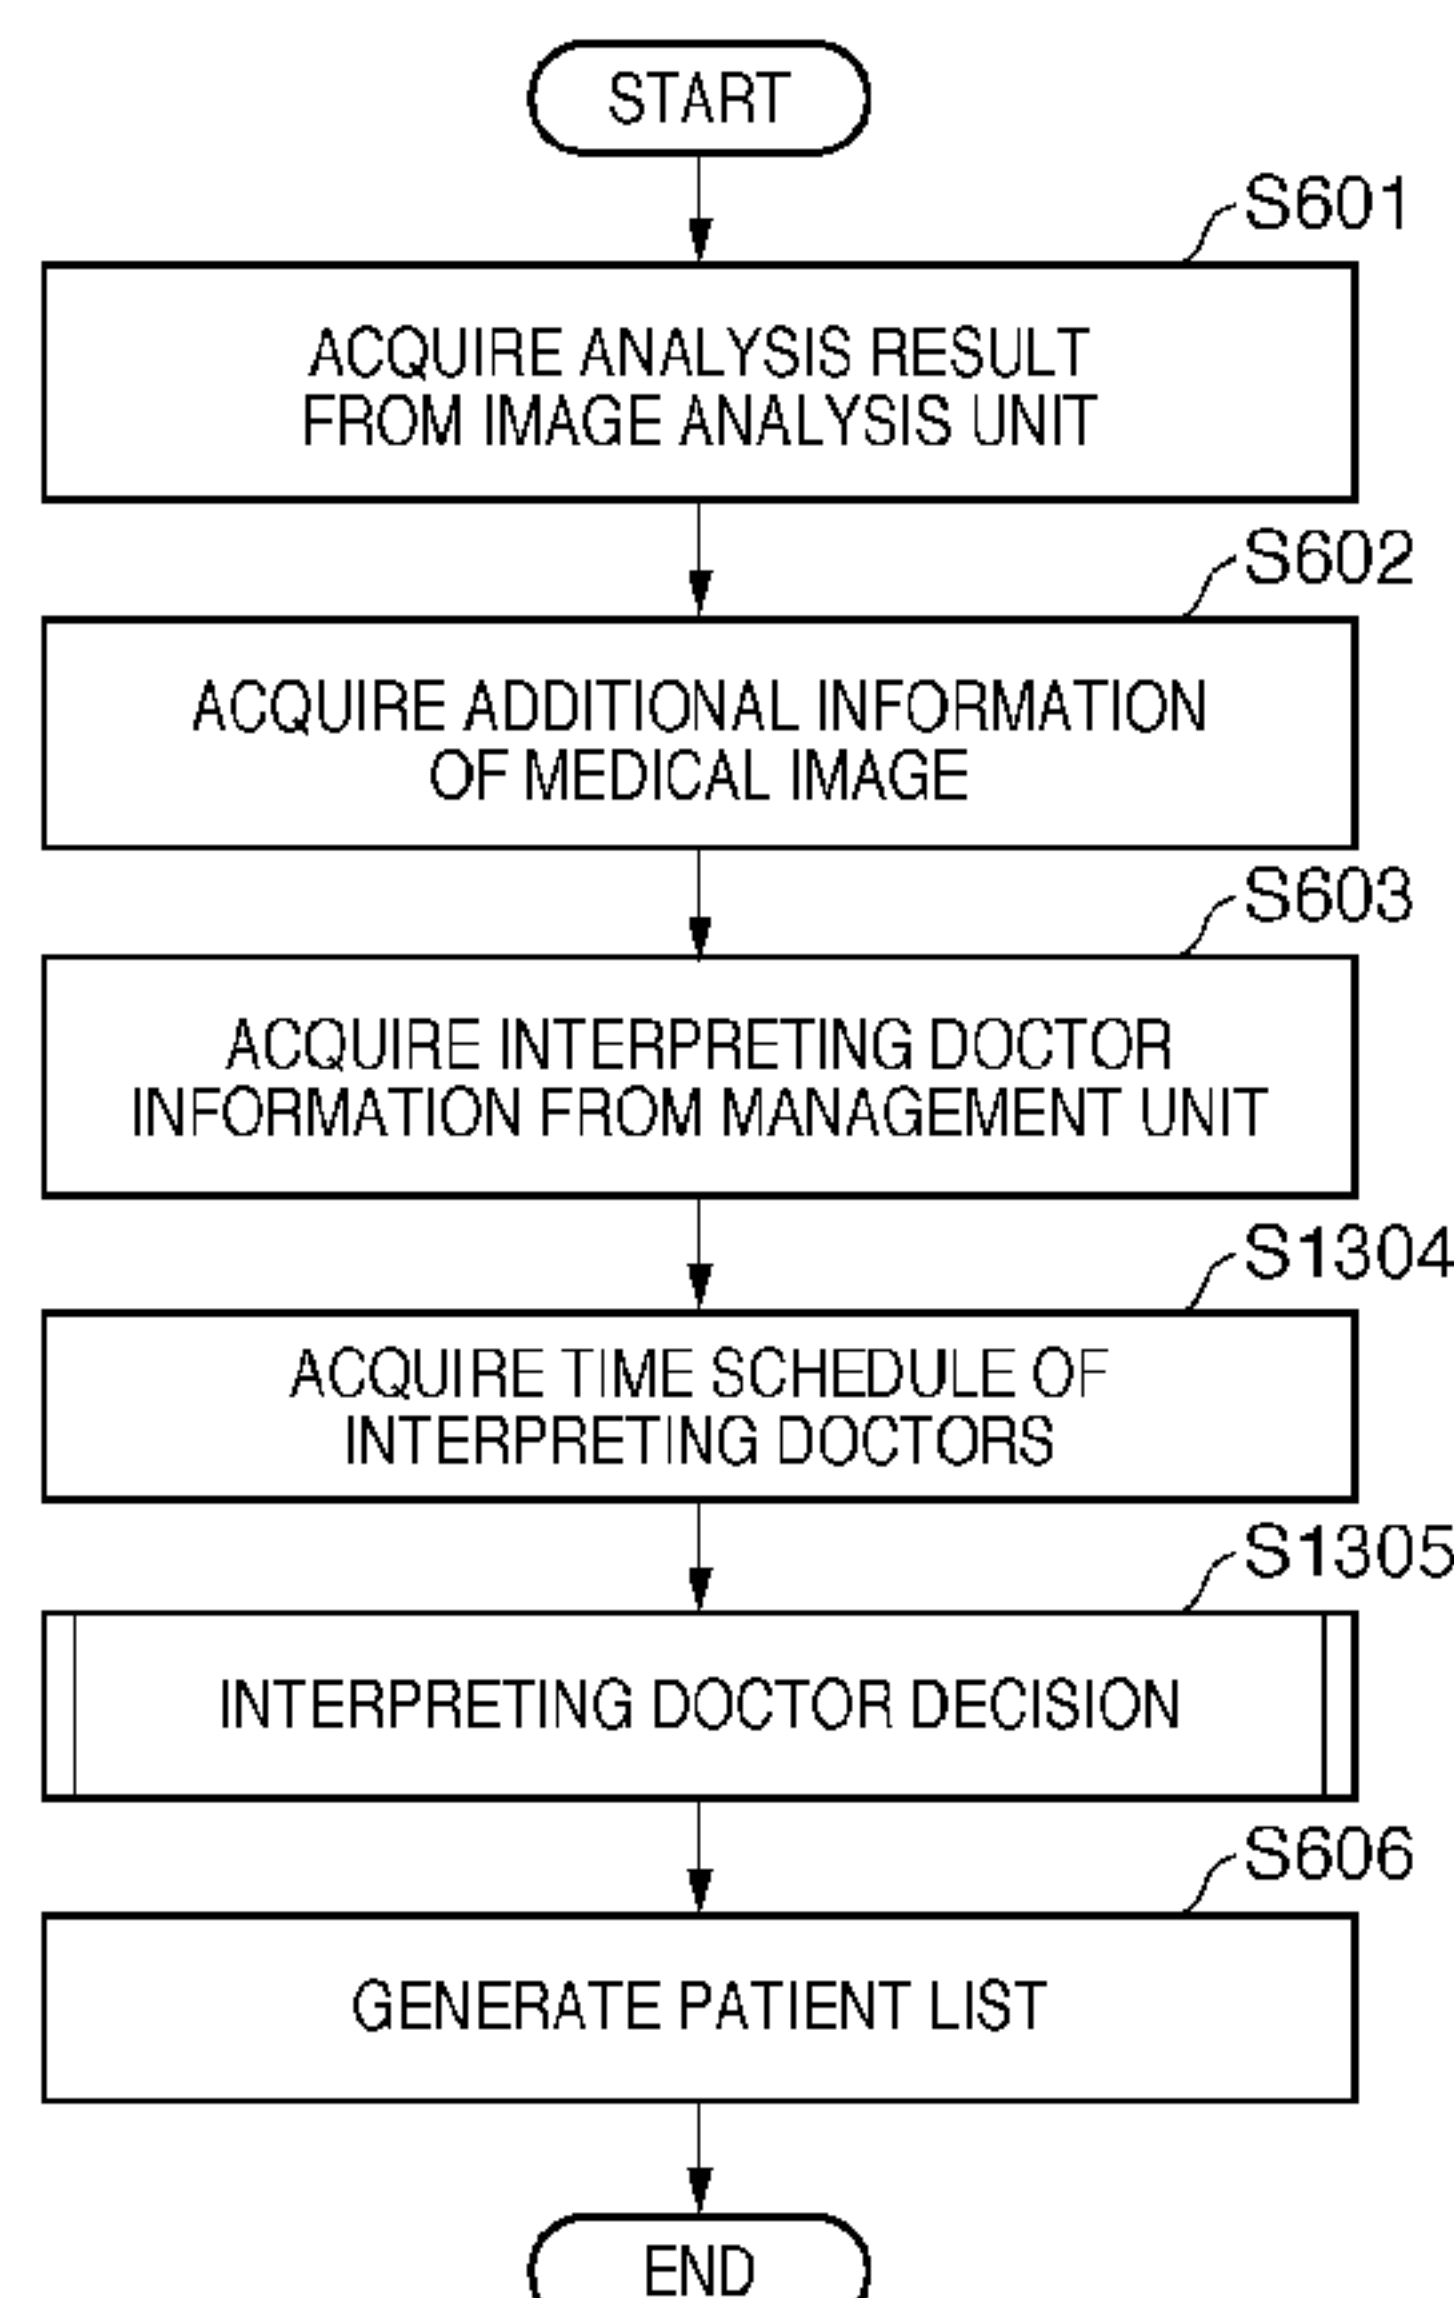 START
S601
ACQUIRE ANALYSIS RESULT
FROM IMAGE ANALYSIS UNIT
S602
ACQUIRE ADDITIONAL INFORMATION
OF MEDICAL IMAGE
S603
ACQUIRE INTERPRETING DOCTOR
INFORMATION FROM MANAGEMENT UNIT
S1304
ACQUIRE TIME SCHEDULE OF
INTERPRETING DOCTORS
S1305
INTERPRETING DOCTOR DECISION
S606
GENERATE PATIENT LIST
END